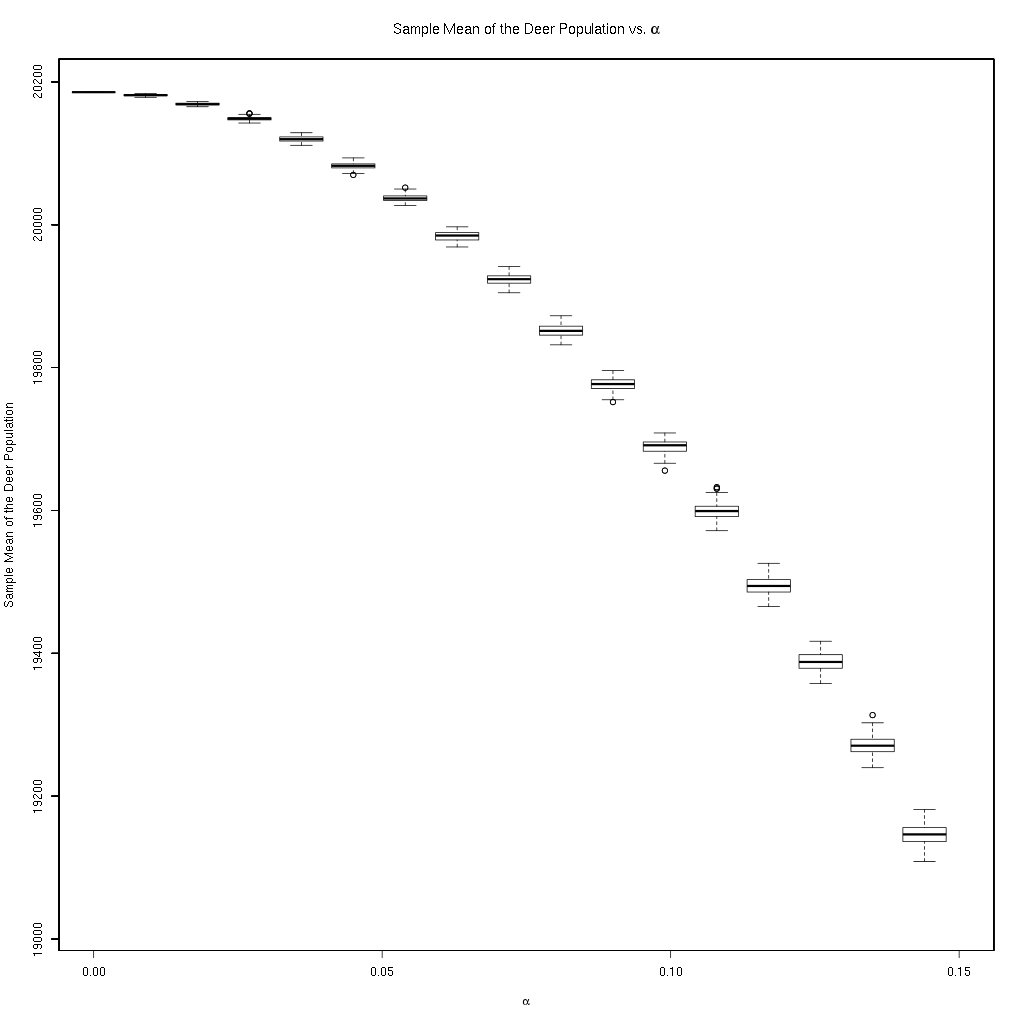 Sample Mean of the Deer Population vs. α
Sample Mean of the Deer Population
20200
20000
19800
19600
19400
19200
19000
0.00 0.05 0.10 0.15
α